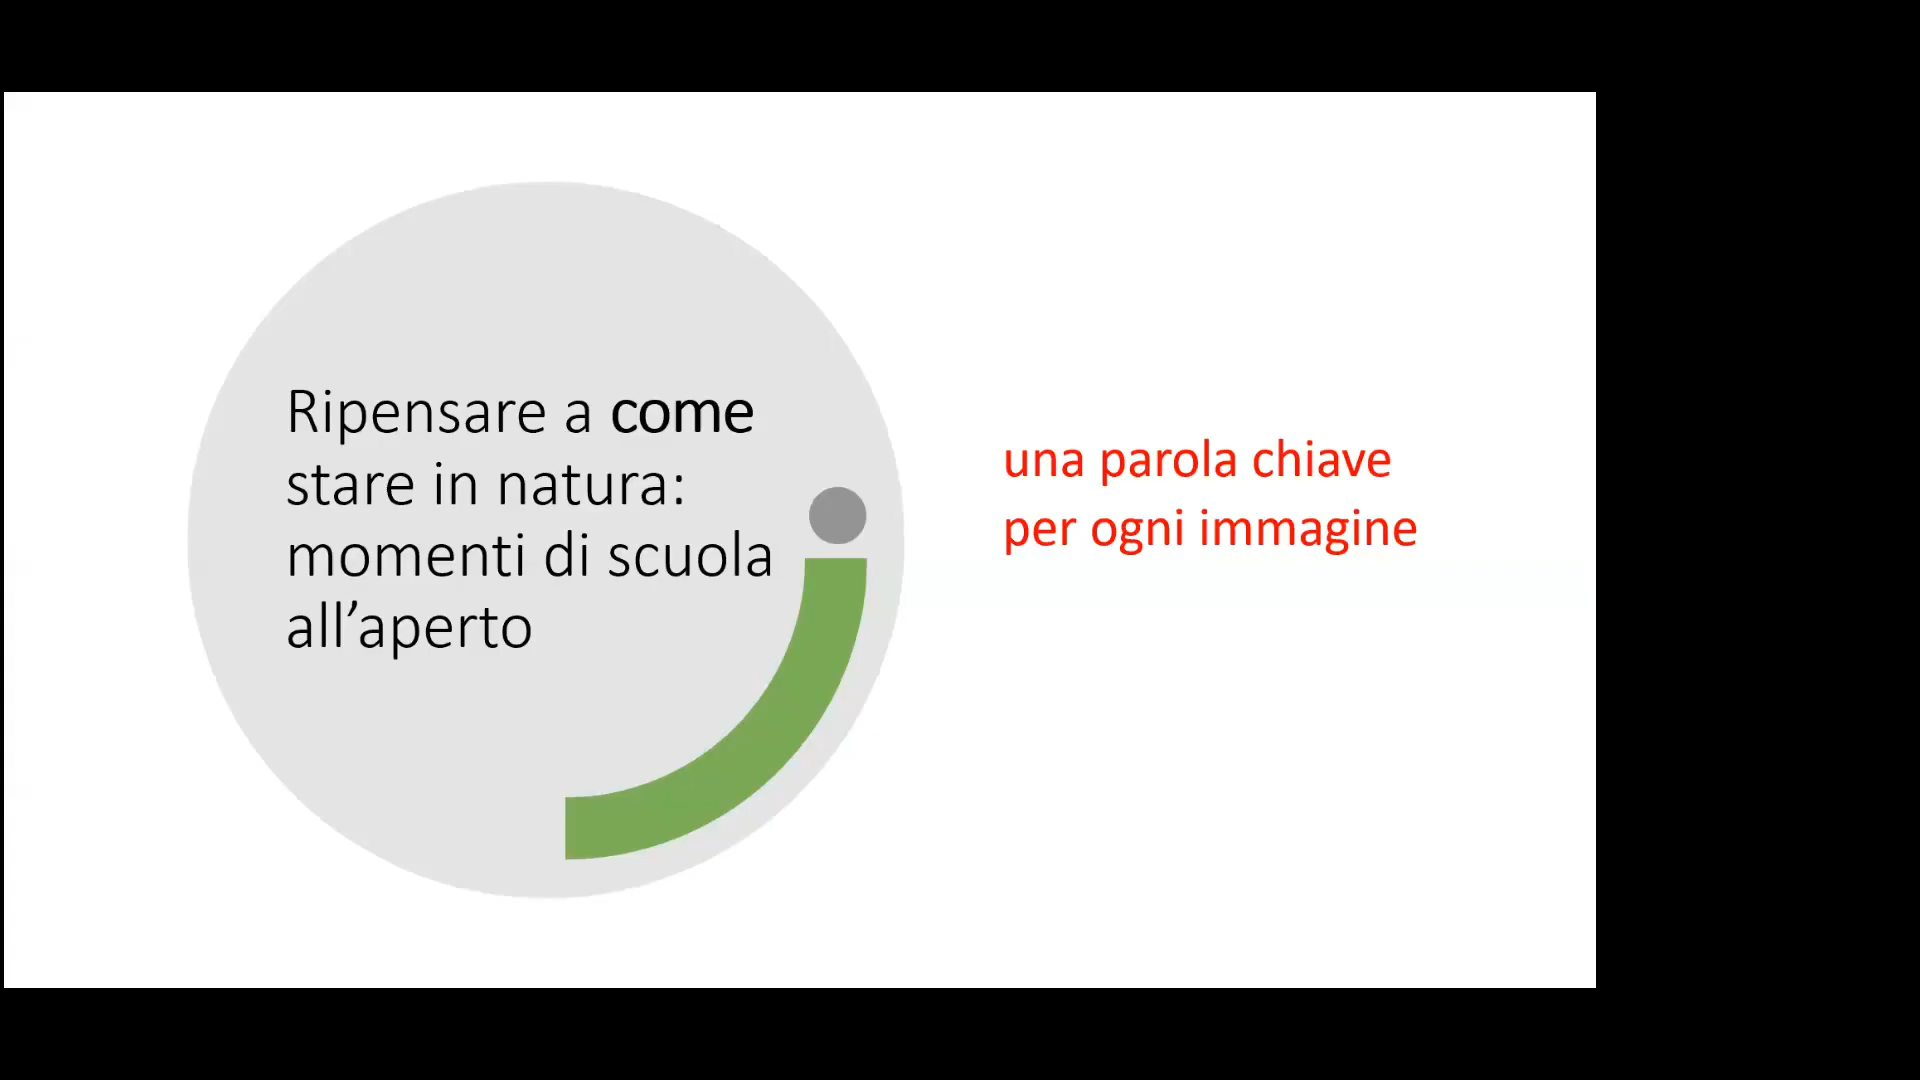 Ripensare a come
stare in natura:
momenti di scuola
all’aperto
una parola chiave
per ogni immagine